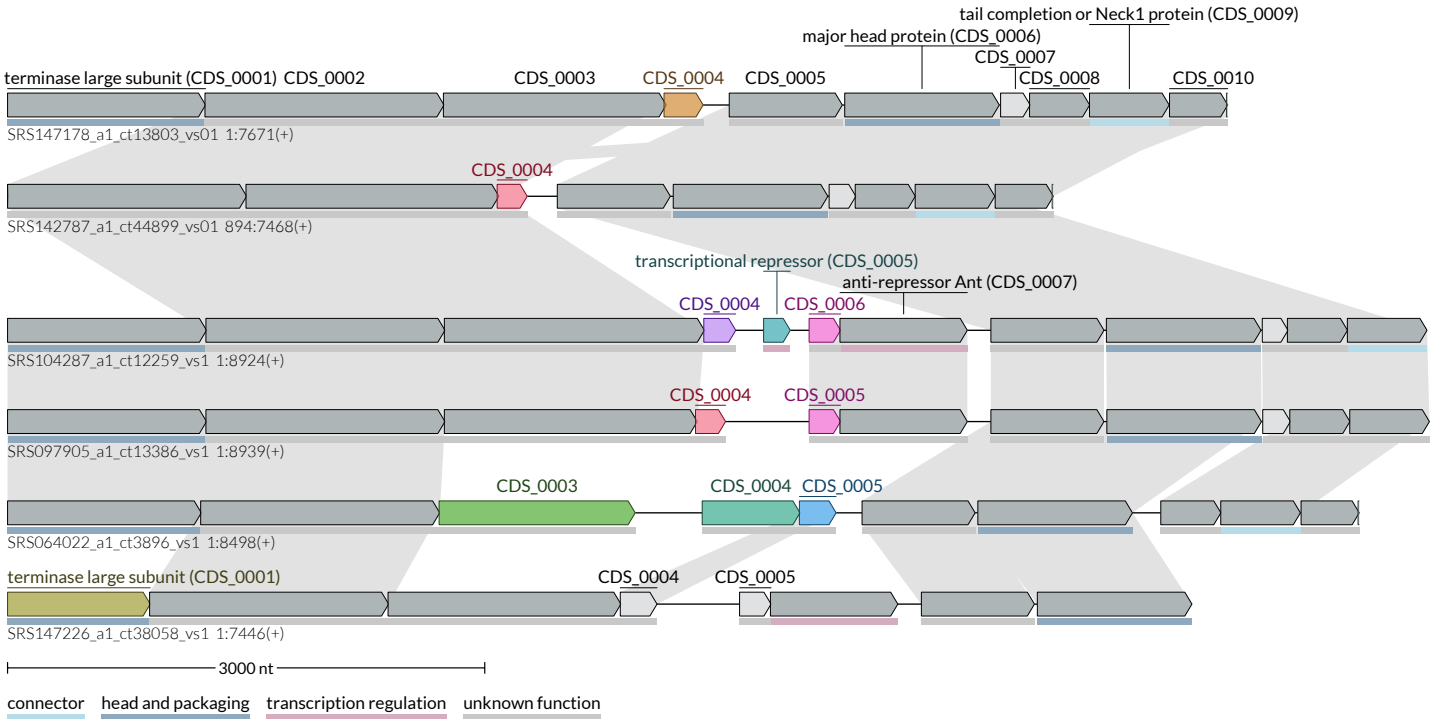 tail completion or Neck1 protein (CDS_0009)
major head protein (CDS_0006)
CDS_0007
terminase large subunit (CDS_0001) CDS_0002 CDS_0003 CDS_0004 CDS_0005 CDS_0008 CDS_0010
SRS147178_a1_ct13803_vs01 1:7671(+)
CDS_0004
SRS142787_a1_ct44899_vs01 894:7468(+)
transcriptional repressor (CDS_0005)
anti-repressor Ant (CDS_0007)
CDS_0004 CDS_0006
SRS104287_a1_ct12259_vs1 1:8924(+)
CDS_0004 CDS_0005
SRS097905_a1_ct13386_vs1 1:8939(+)
CDS_0003 CDS_0004 CDS_0005
SRS064022_a1_ct3896_vs1 1:8498(+)
terminase large subunit (CDS_0001) CDS_0004 CDS_0005
SRS147226_a1_ct38058_vs1 1:7446(+)
3000 nt
connector head and packaging transcription regulation unknown function